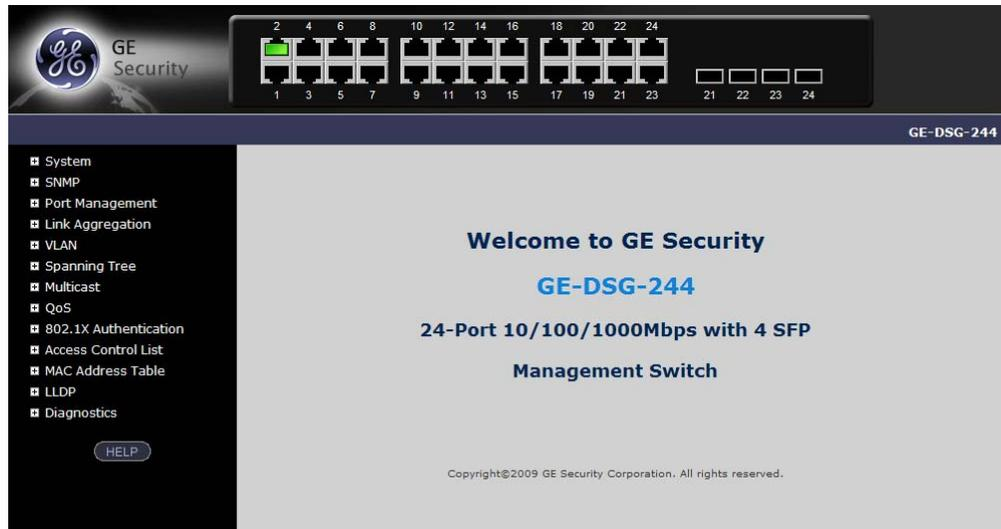 GE
Security
2 4 6 8 10 12 14 16 18 20 22 24
1 3 5 7 9 11 13 15 17 19 21 23 21 22 23 24
GE-DSG-244
System
SNMP
Port Management
Link Aggregation
VLAN
Spanning Tree
Multicast
QoS
802.1X Authentication
Access Control List
MAC Address Table
LLDP
Diagnostics
HELP
Welcome to GE Security
GE-DSG-244
24-Port 10/100/1000Mbps with 4 SFP
Management Switch
Copyright©2009 GE Security Corporation. All rights reserved.